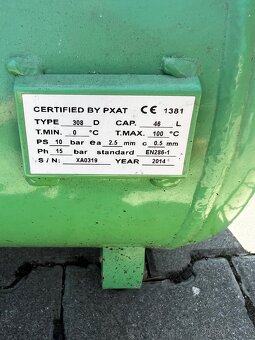 CERTIFIED BY PXAT CE 1381
TYPE 308 D CAP. 46 L
T.MIN. 0 °C T.MAX. 100 °C
PS 10 bar ea 2.5 mm c 0.5 mm
Ph 15 bar standard EN286-1
S/N: XA0319 YEAR 2014